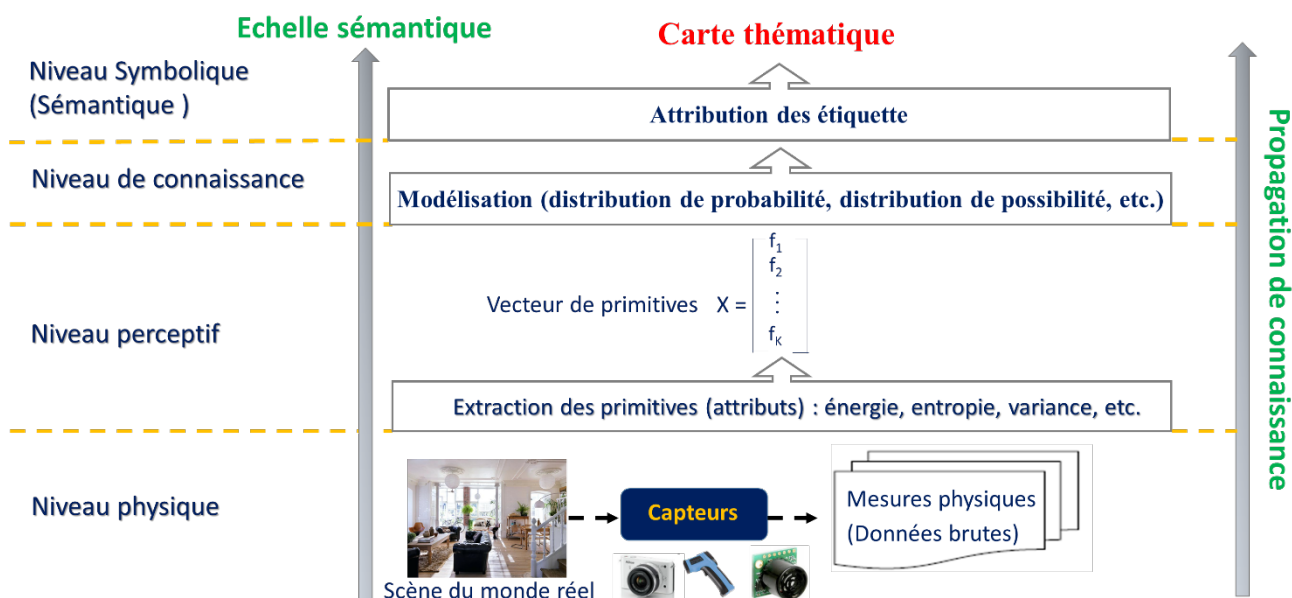 Echelle sémantique
Carte thématique
Niveau Symbolique
(Sémantique )
Attribution des étiquette
Niveau de connaissance
Modélisation (distribution de probabilité, distribution de possibilité, etc.)
Niveau perceptif
Vecteur de primitives X =
f₁
f₂
⋮
fₖ
Extraction des primitives (attributs) : énergie, entropie, variance, etc.
Niveau physique
Capteurs
Mesures physiques
(Données brutes)
Scène du monde réel
Propagation de connaissance